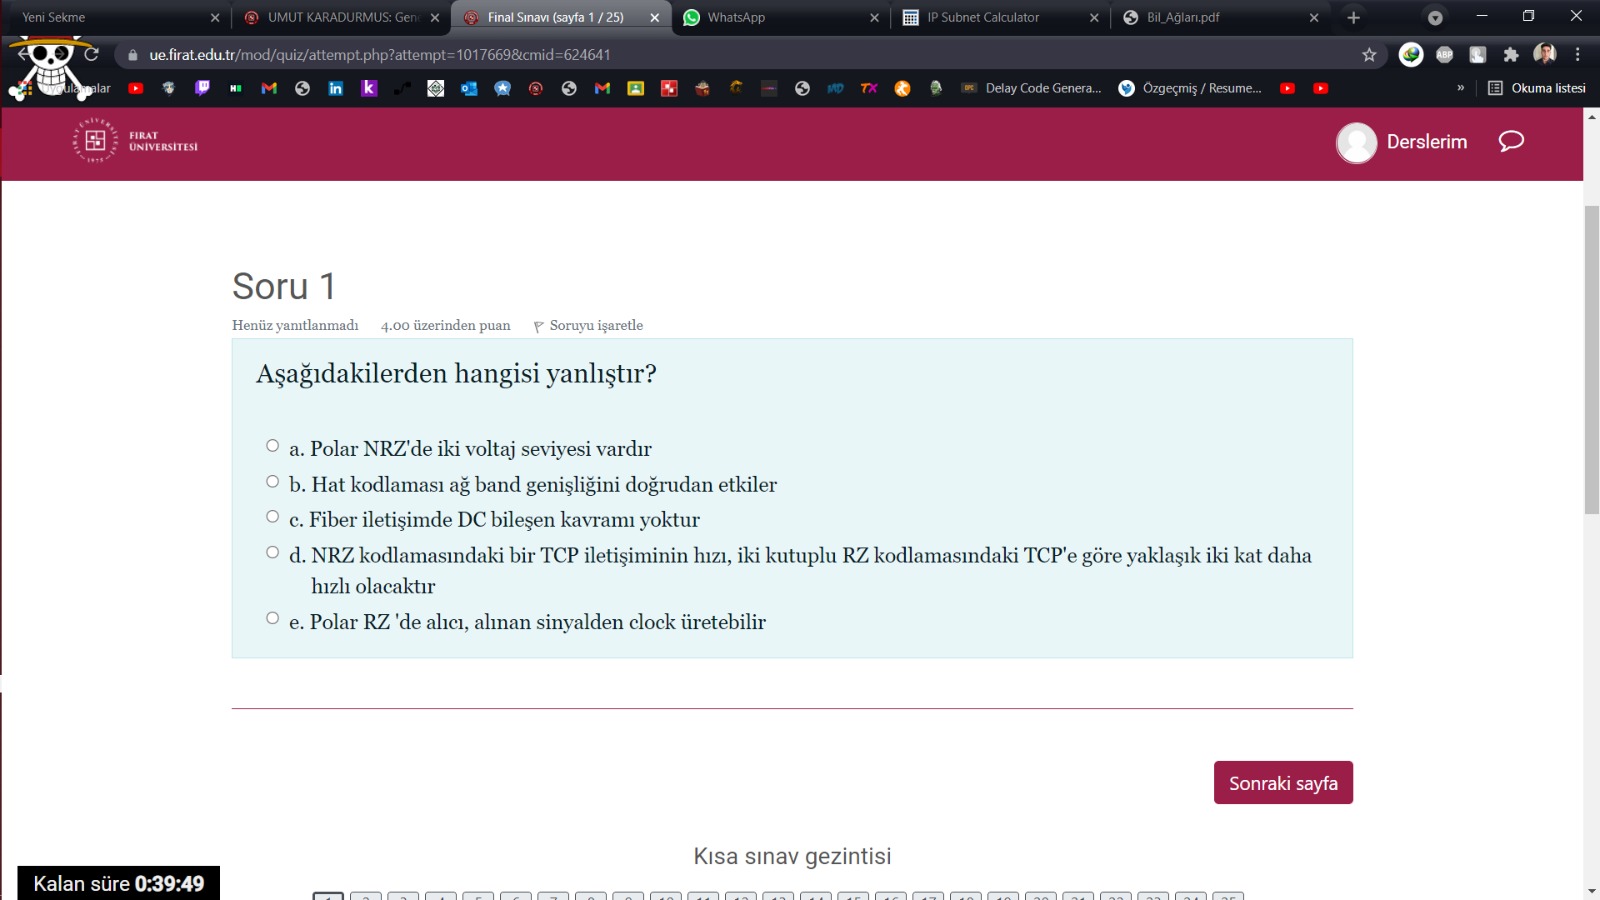 Yeni Sekme
UMUT KARADURMUS: Gen
Final Sınavı (sayfa 1 / 25)
WhatsApp
IP Subnet Calculator
Bil_Ağları.pdf
ue.firat.edu.tr/mod/quiz/attempt.php?attempt=1017669&cmid=624641
Uygulamalar
Delay Code Genera...
Özgeçmiş / Resume...
»
Okuma listesi
FIRAT
ÜNİVERSİTESİ
Derslerim
Soru 1
Henüz yanıtlanmadı 4.00 üzerinden puan Soruyu işaretle
Aşağıdakilerden hangisi yanlıştır?
a. Polar NRZ'de iki voltaj seviyesi vardır
b. Hat kodlaması ağ band genişliğini doğrudan etkiler
c. Fiber iletişimde DC bileşen kavramı yoktur
d. NRZ kodlamasındaki bir TCP iletişiminin hızı, iki kutuplu RZ kodlamasındaki TCP'e göre yaklaşık iki kat daha
hızlı olacaktır
e. Polar RZ 'de alıcı, alınan sinyalden clock üretebilir
Sonraki sayfa
Kısa sınav gezintisi
Kalan süre 0:39:49